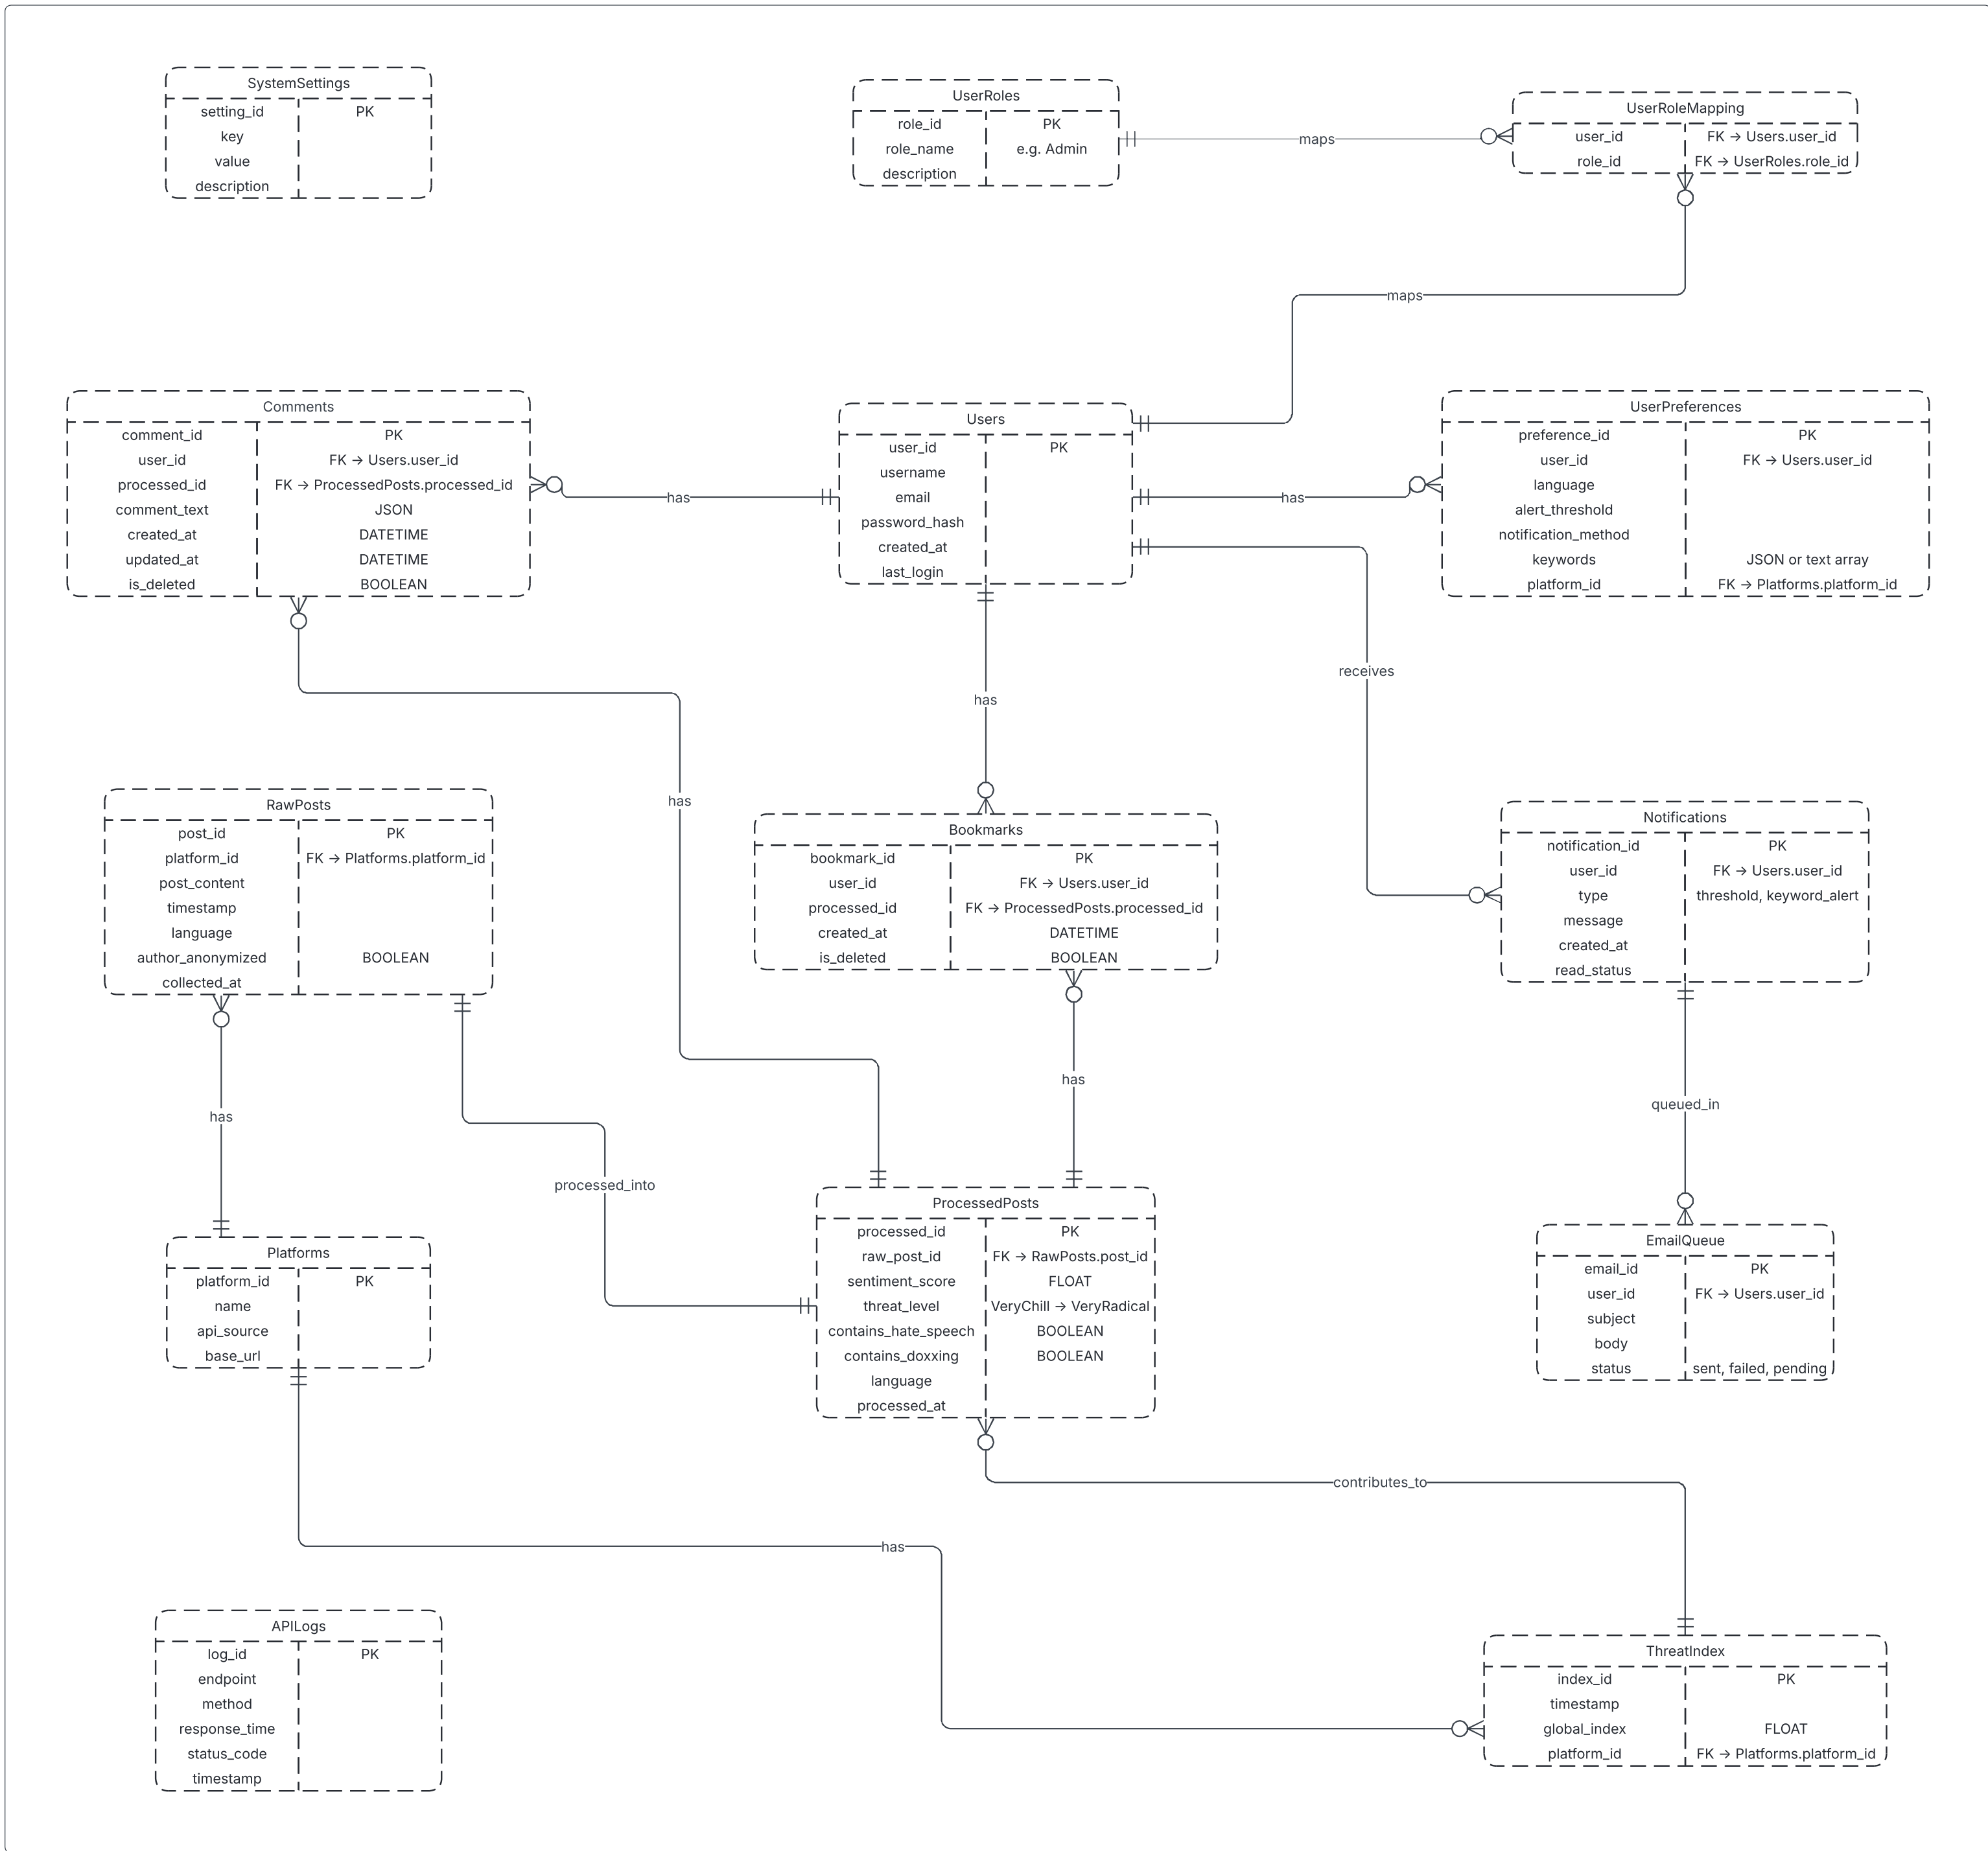 SystemSettings
setting_id PK
key
value
description
UserRoles
role_id PK
role_name e.g. Admin
description
maps
UserRoleMapping
user_id FK → Users.user_id
role_id FK → UserRoles.role_id
maps
Comments
comment_id PK
user_id FK → Users.user_id
processed_id FK → ProcessedPosts.processed_id
comment_text JSON
created_at DATETIME
updated_at DATETIME
is_deleted BOOLEAN
has
Users
user_id PK
username
email
password_hash
created_at
last_login
has
UserPreferences
preference_id PK
user_id FK → Users.user_id
language
alert_threshold
notification_method
keywords JSON or text array
platform_id FK → Platforms.platform_id
receives
has
has
RawPosts
post_id PK
platform_id FK → Platforms.platform_id
post_content
timestamp
language
author_anonymized BOOLEAN
collected_at
Bookmarks
bookmark_id PK
user_id FK → Users.user_id
processed_id FK → ProcessedPosts.processed_id
created_at DATETIME
is_deleted BOOLEAN
Notifications
notification_id PK
user_id FK → Users.user_id
type threshold, keyword_alert
message
created_at
read_status
has
has
queued_in
processed_into
Platforms
platform_id PK
name
api_source
base_url
ProcessedPosts
processed_id PK
raw_post_id FK → RawPosts.post_id
sentiment_score FLOAT
threat_level VeryChill → VeryRadical
contains_hate_speech BOOLEAN
contains_doxxing BOOLEAN
language
processed_at
EmailQueue
email_id PK
user_id FK → Users.user_id
subject
body
status sent, failed, pending
contributes_to
has
APILogs
log_id PK
endpoint
method
response_time
status_code
timestamp
ThreatIndex
index_id PK
timestamp
global_index FLOAT
platform_id FK → Platforms.platform_id